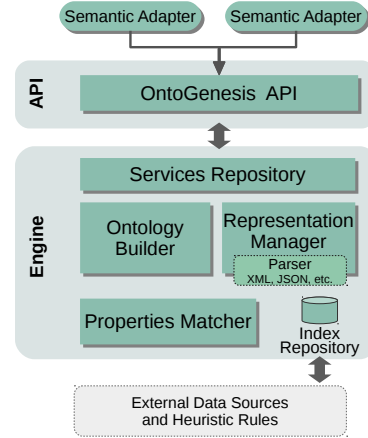 Semantic Adapter
Semantic Adapter
API
OntoGenesis API
Engine
Services Repository
Ontology
Builder
Representation
Manager
Parser
XML, JSON, etc.
Properties Matcher
Index
Repository
External Data Sources
and Heuristic Rules